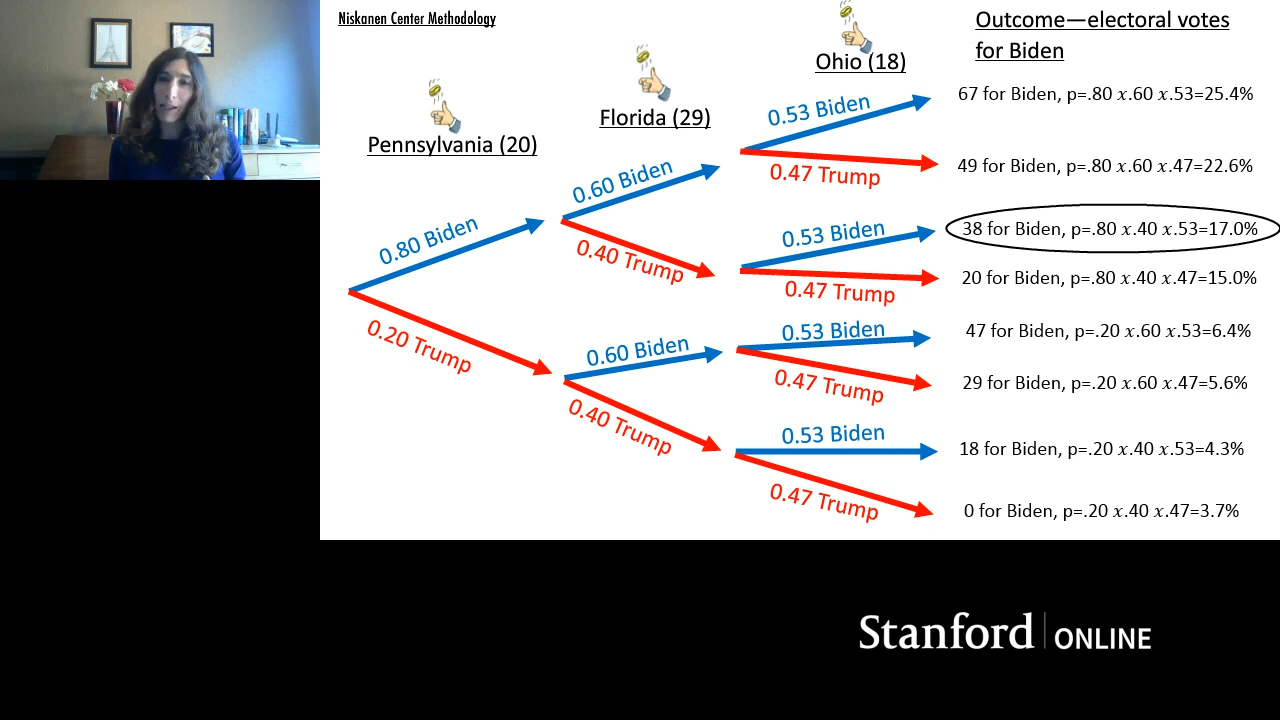 Niskanen Center Methodology
Outcome—electoral votes
for Biden
Ohio (18)
Florida (29)
Pennsylvania (20)
0.80 Biden
0.20 Trump
0.60 Biden
0.40 Trump
0.60 Biden
0.40 Trump
0.53 Biden
0.47 Trump
0.53 Biden
0.47 Trump
0.53 Biden
0.47 Trump
0.53 Biden
0.47 Trump
67 for Biden, p=.80 x.60 x.53=25.4%
49 for Biden, p=.80 x.60 x.47=22.6%
38 for Biden, p=.80 x.40 x.53=17.0%
20 for Biden, p=.80 x.40 x.47=15.0%
47 for Biden, p=.20 x.60 x.53=6.4%
29 for Biden, p=.20 x.60 x.47=5.6%
18 for Biden, p=.20 x.40 x.53=4.3%
0 for Biden, p=.20 x.40 x.47=3.7%
Stanford ONLINE